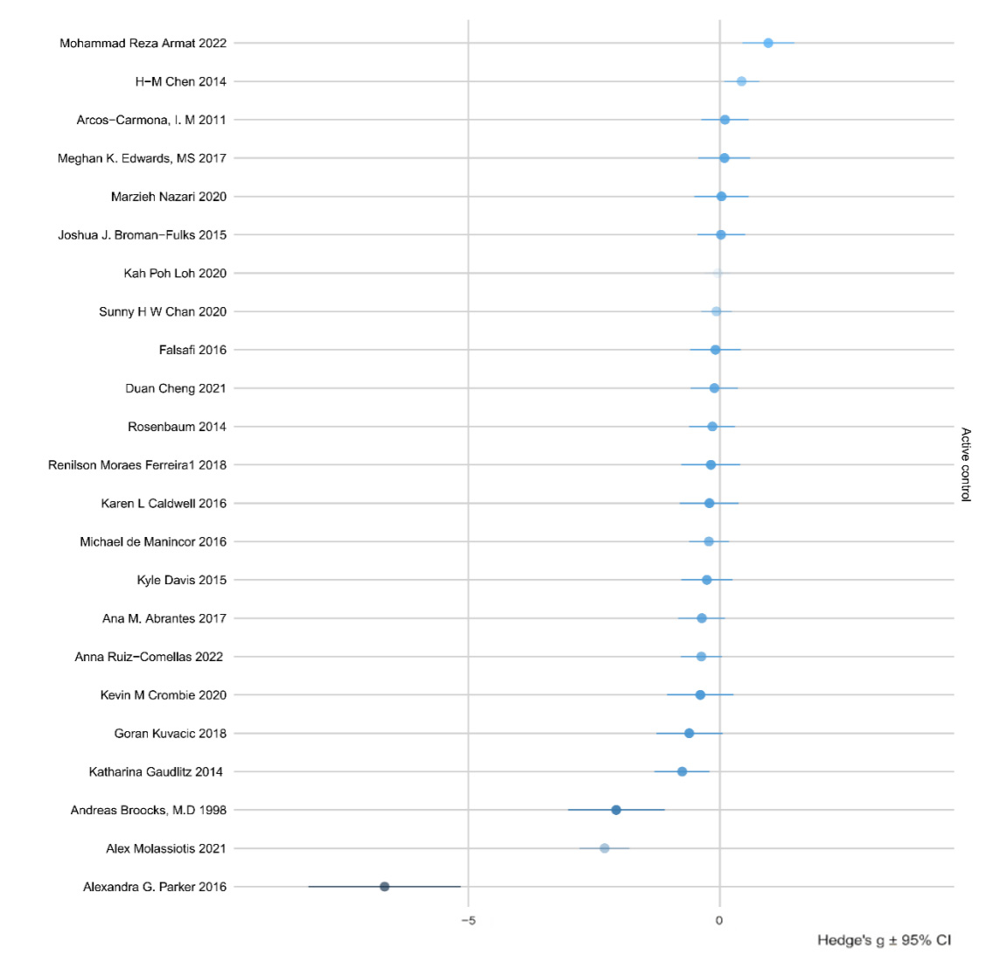 Mohammad Reza Armat 2022
H−M Chen 2014
Arcos−Carmona, I. M 2011
Meghan K. Edwards, MS 2017
Marzieh Nazari 2020
Joshua J. Broman−Fulks 2015
Kah Poh Loh 2020
Sunny H W Chan 2020
Falsafi 2016
Duan Cheng 2021
Rosenbaum 2014
Renilson Moraes Ferreira1 2018
Karen L Caldwell 2016
Michael de Manincor 2016
Kyle Davis 2015
Ana M. Abrantes 2017
Anna Ruiz−Comellas 2022
Kevin M Crombie 2020
Goran Kuvacic 2018
Katharina Gaudlitz 2014
Andreas Broocks, M.D 1998
Alex Molassiotis 2021
Alexandra G. Parker 2016
Active control
−5 0
Hedge's g ± 95% CI